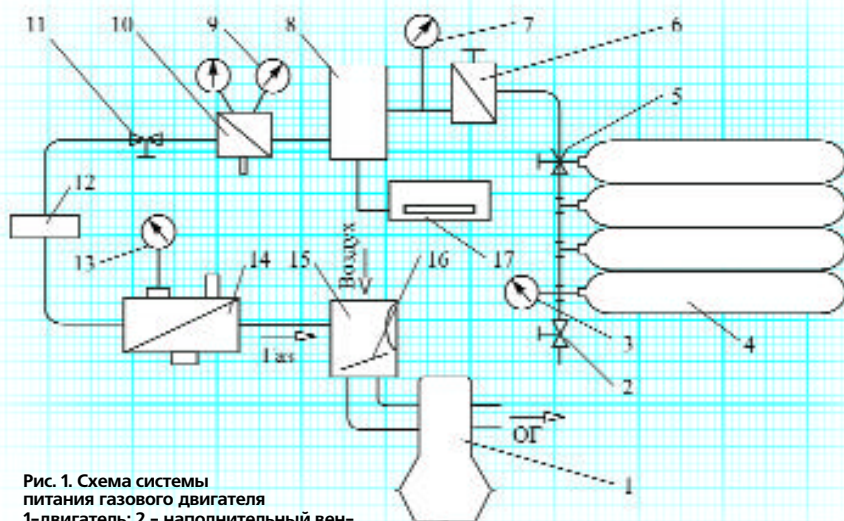 11 10 9 8 7 6
5
12
13 14 15 Воздух 16 17
Газ
3 4
2
ОГ
1
Рис. 1. Схема системы
питания газового двигателя
1-двигатель; 2 - наполнительный вен-